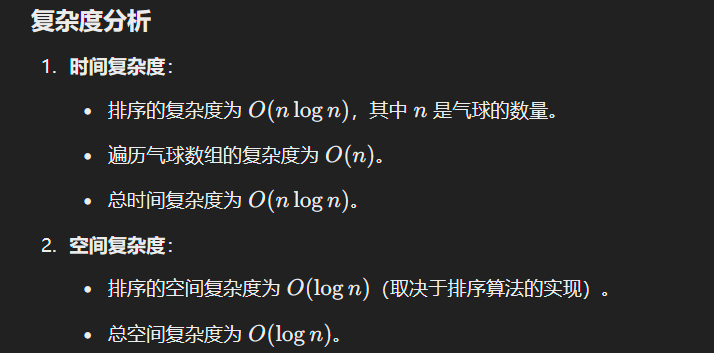 复杂度分析
1. 时间复杂度：
• 排序的复杂度为 O(n log n)，其中 n 是气球的数量。
• 遍历气球数组的复杂度为 O(n)。
• 总时间复杂度为 O(n log n)。
2. 空间复杂度：
• 排序的空间复杂度为 O(log n)（取决于排序算法的实现）。
• 总空间复杂度为 O(log n)。